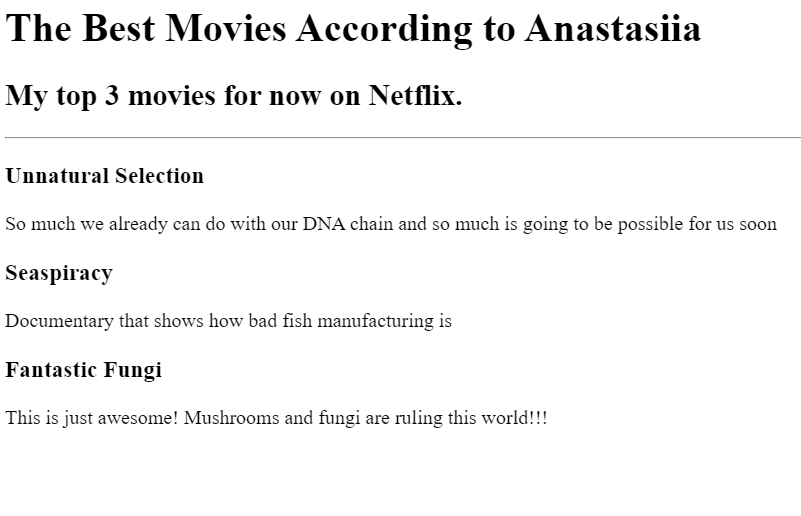 The Best Movies According to Anastasiia
My top 3 movies for now on Netflix.
Unnatural Selection
So much we already can do with our DNA chain and so much is going to be possible for us soon
Seaspiracy
Documentary that shows how bad fish manufacturing is
Fantastic Fungi
This is just awesome! Mushrooms and fungi are ruling this world!!!